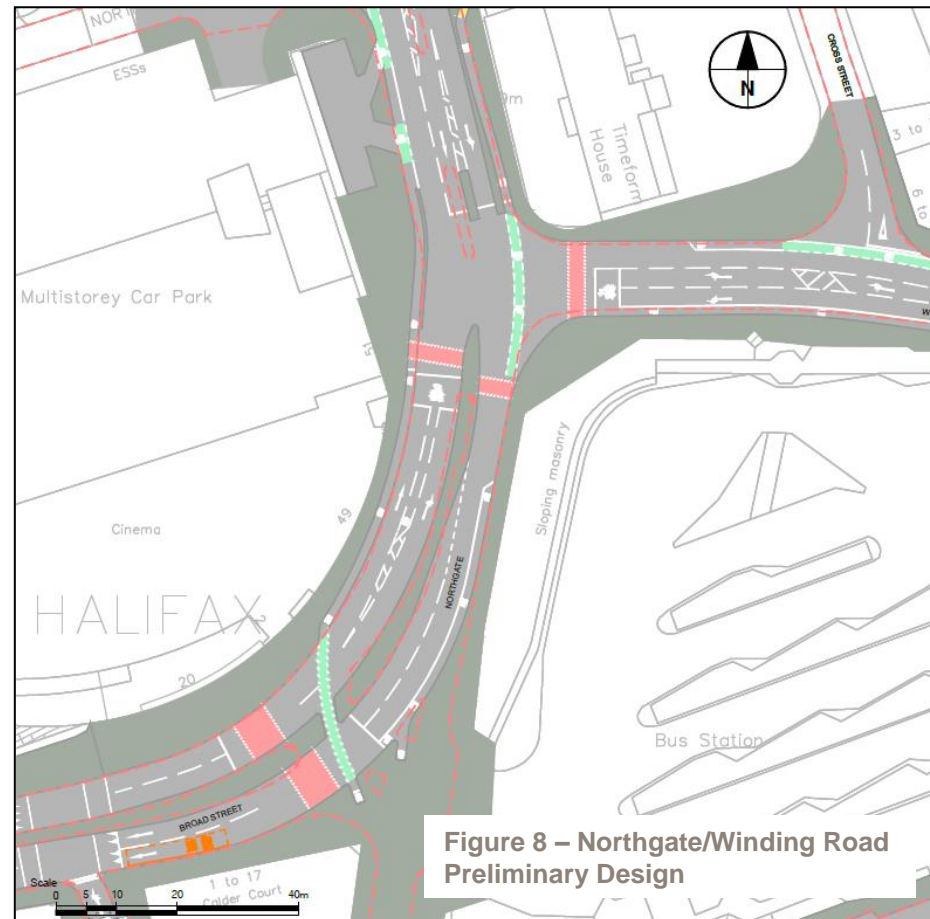 NORT
ESSs
CROSS STREET
N
9m
Timeform
House
3 to
6 to
Multistorey Car Park
51
W
Sloping masonry
Cinema
49
NORTHGATE
HALIFAX
20
Bus Station
BROAD STREET
Figure 8 – Northgate/Winding Road
Preliminary Design
1 to 17
Calder Court
Scale
0 5 10 20 40m